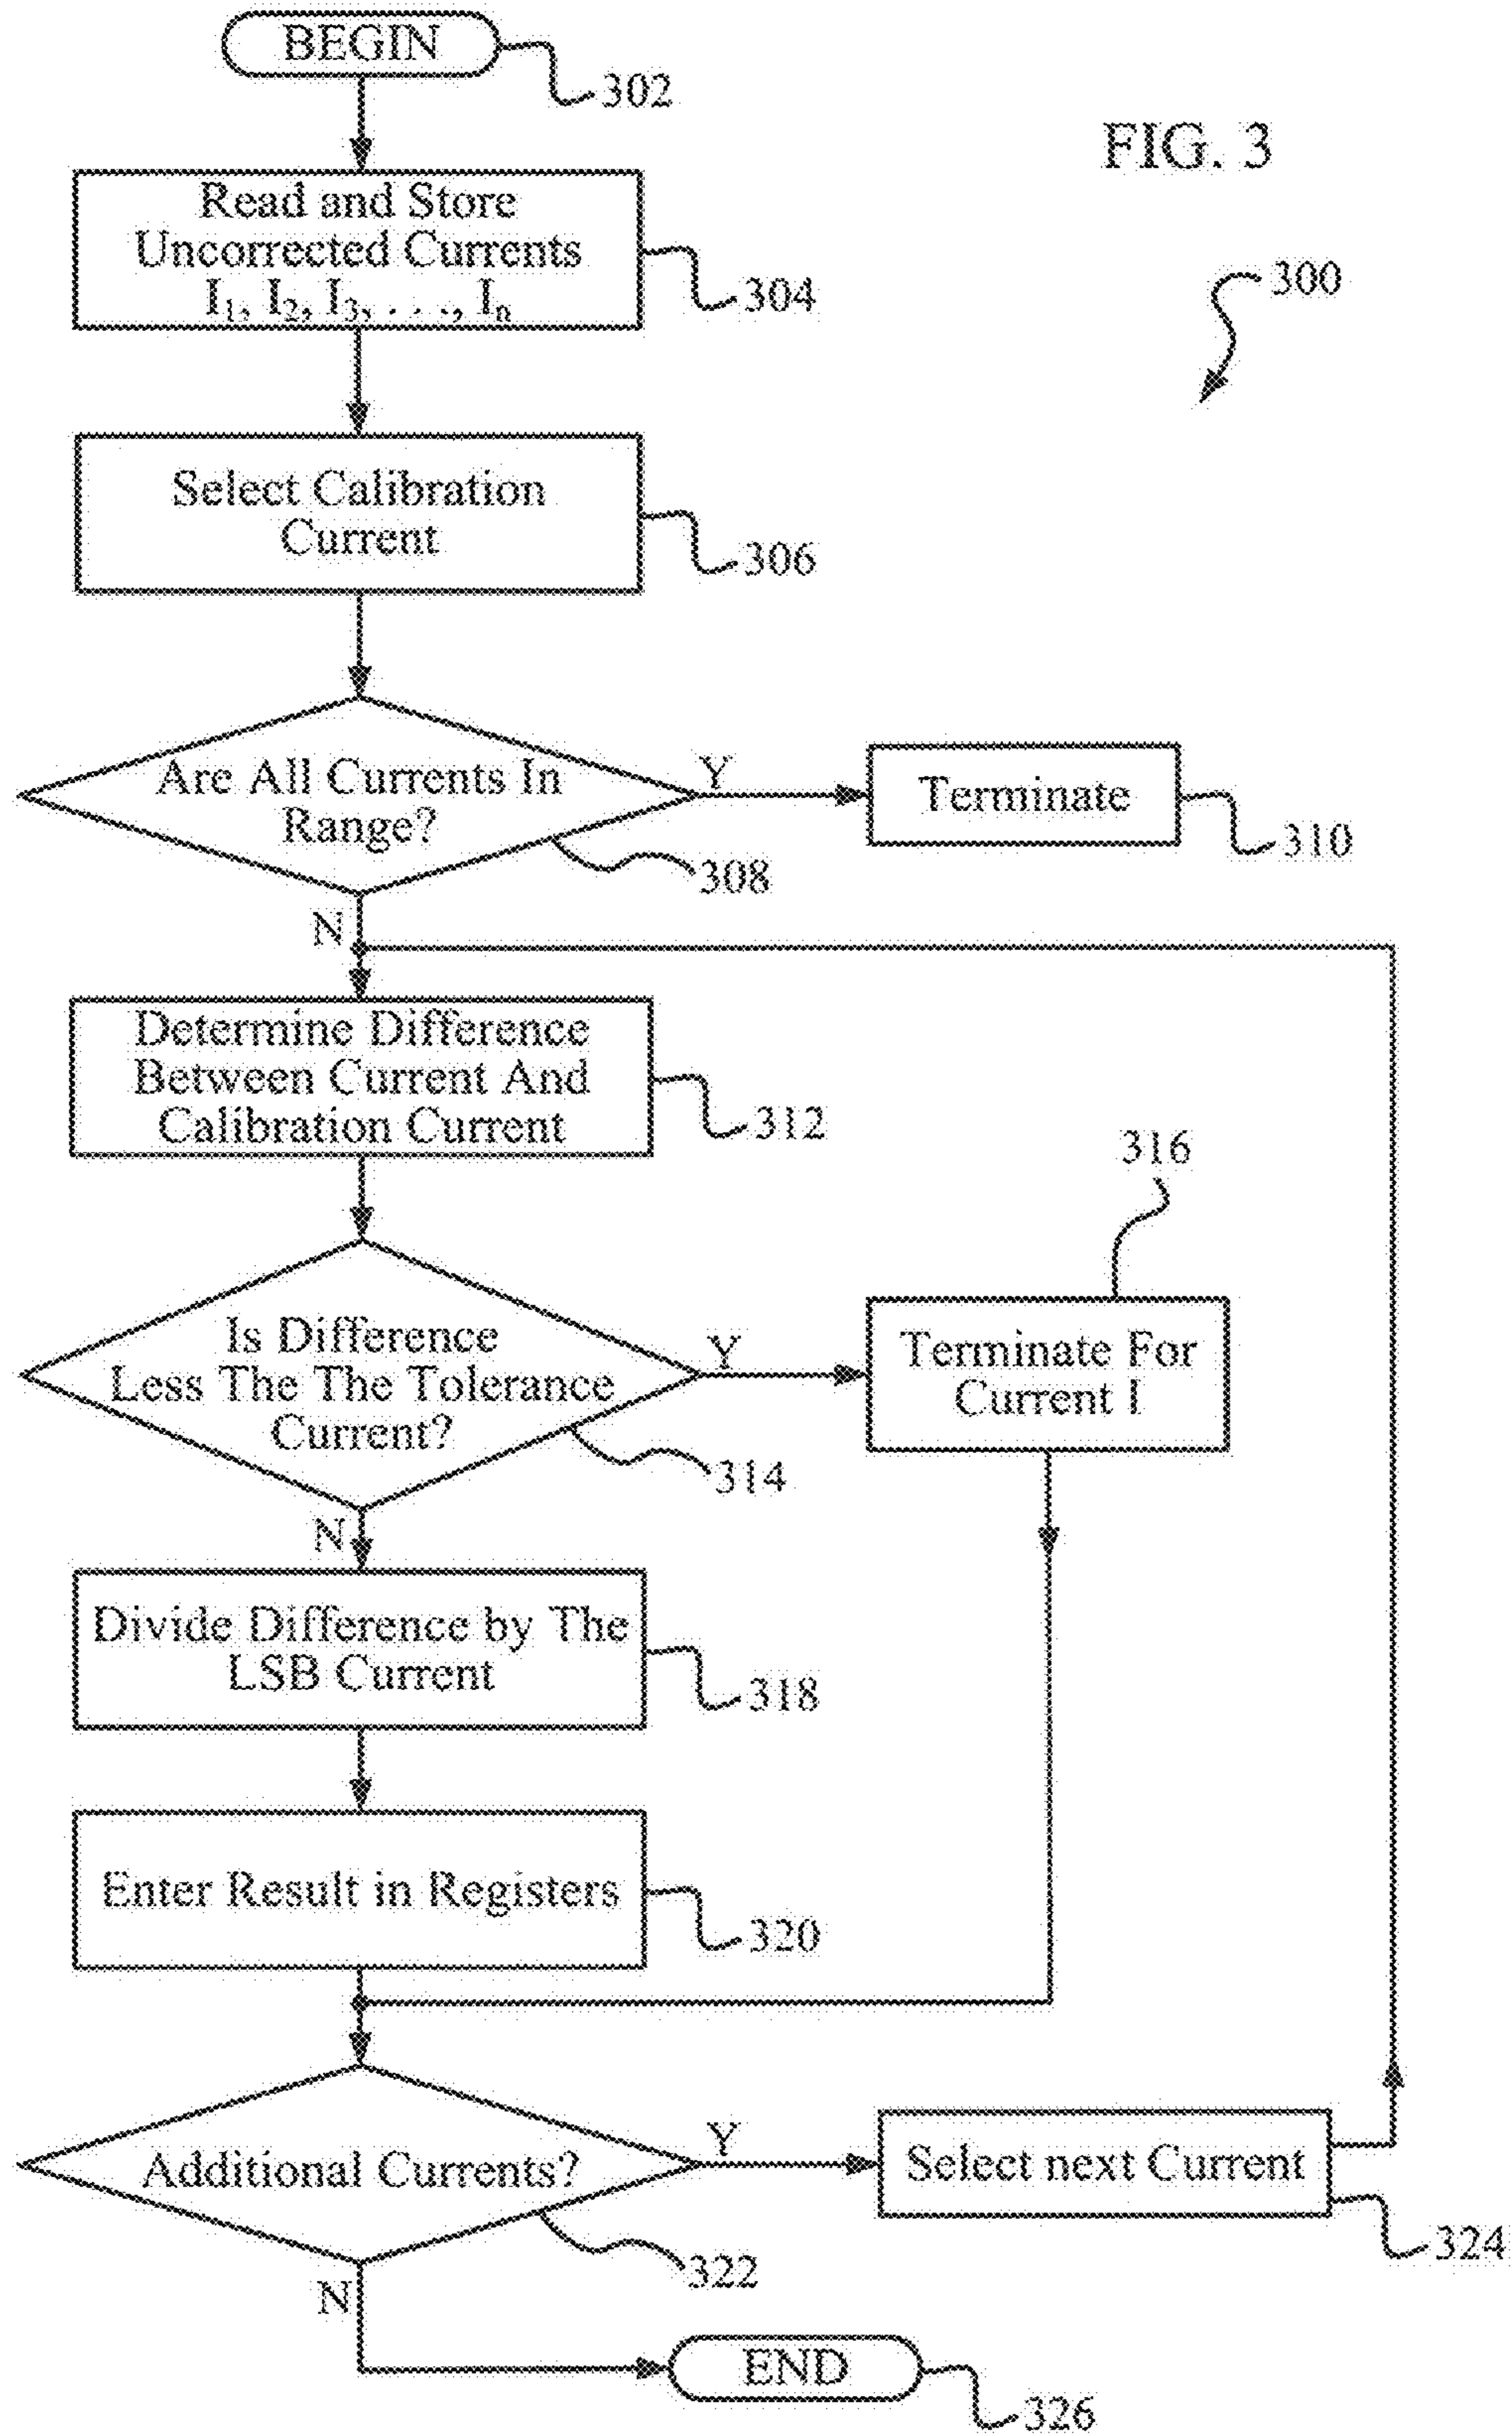 BEGIN
302
FIG. 3
Read and Store
Uncorrected Currents
I1, I2, I3, . . ., In
304
300
Select Calibration
Current
306
Are All Currents In
Range?
Y
Terminate
310
308
N
Determine Difference
Between Current And
Calibration Current
312
316
Is Difference
Less The The Tolerance
Current?
Y
Terminate For
Current I
314
N
Divide Difference by The
LSB Current
318
Enter Result in Registers
320
Additional Currents?
Y
Select next Current
324
322
N
END
326